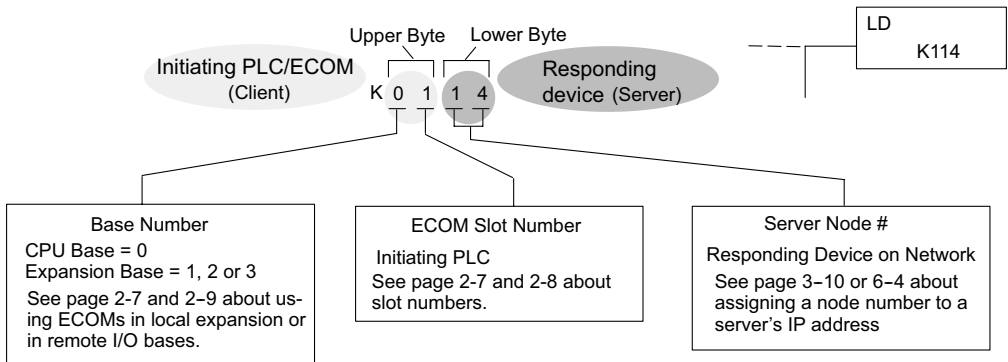 Upper Byte Lower Byte
LD
K114
Initiating PLC/ECOM
(Client)
Responding
device (Server)
K 0 1 1 4
Base Number
CPU Base = 0
Expansion Base = 1, 2 or 3
See page 2-7 and 2-9 about us-
ing ECOMs in local expansion or
in remote I/O bases.
ECOM Slot Number
Initiating PLC
See page 2-7 and 2-8 about
slot numbers.
Server Node #
Responding Device on Network
See page 3-10 or 6-4 about
assigning a node number to a
server's IP address